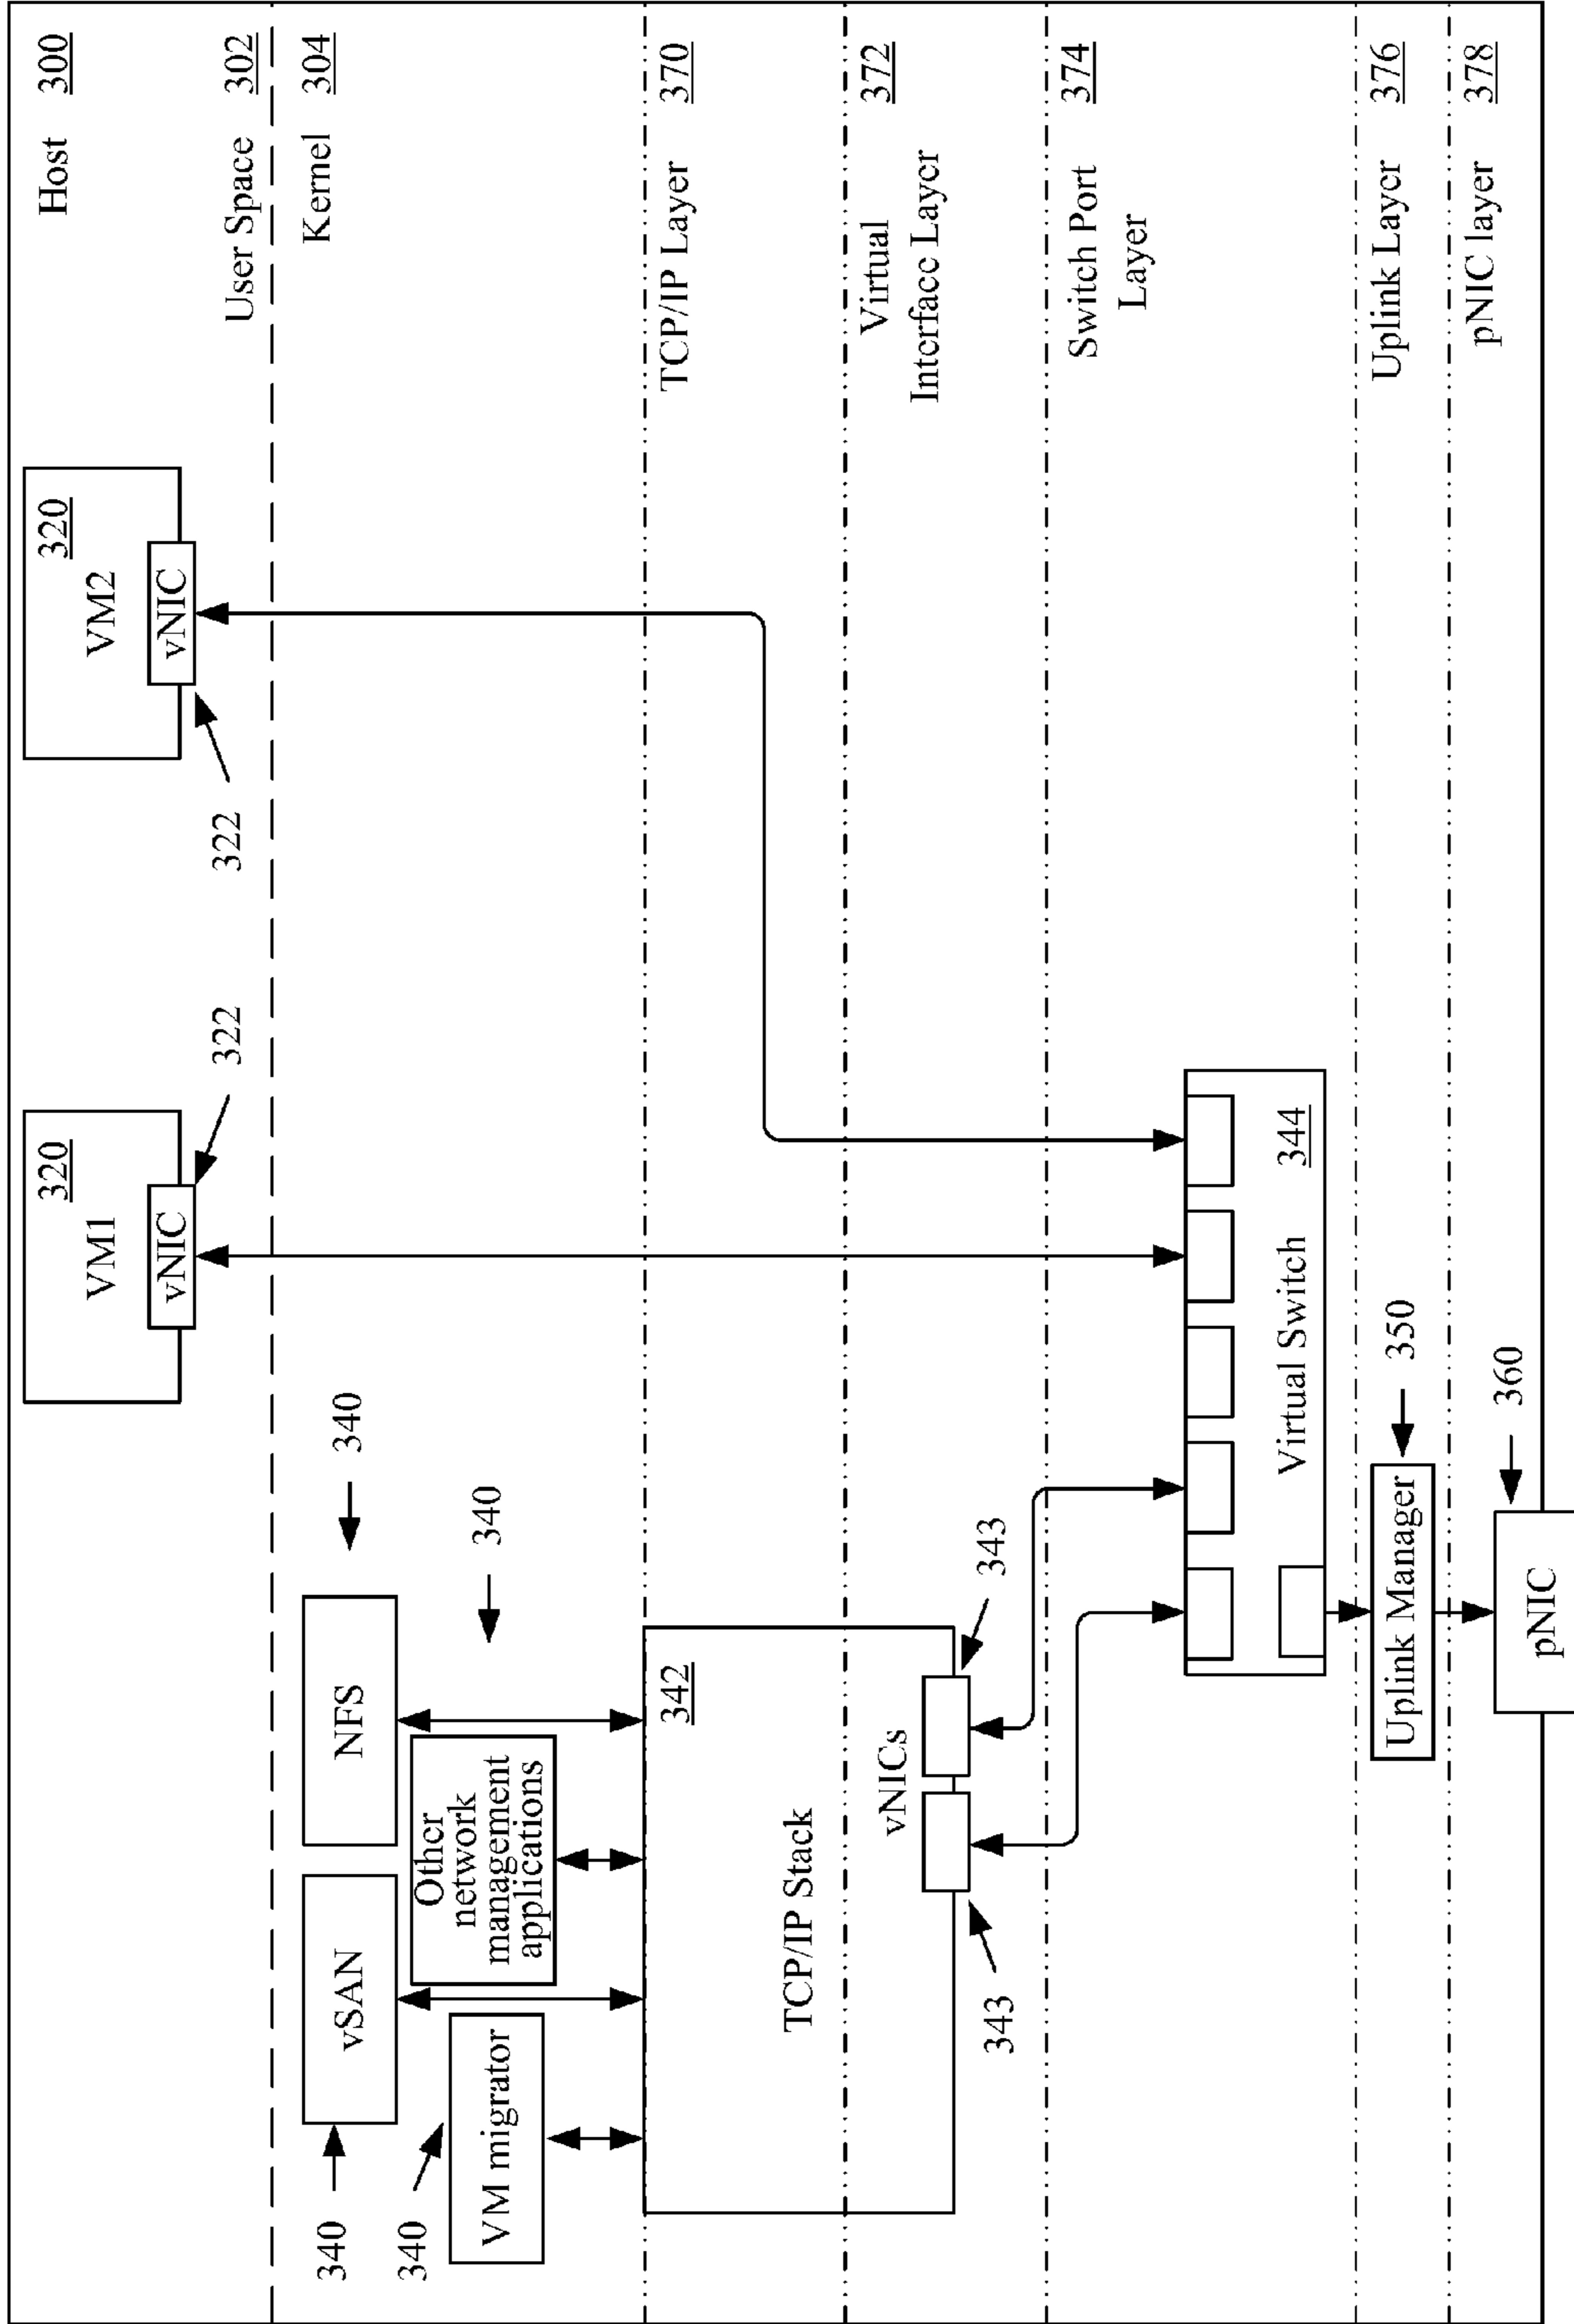 Host 300
User Space 302
Kernel 304
320
VM1
vNIC
322
320
VM2
vNIC
322
340
vSAN
NFS
340
340
VM migrator
Other
network
management
applications
340
TCP/IP Layer 370
342
TCP/IP Stack
Virtual
Interface Layer
372
vNICs
343
343
Switch Port
Layer
374
Virtual Switch 344
Uplink Layer 376
Uplink Manager
350
pNIC layer 378
pNIC
360